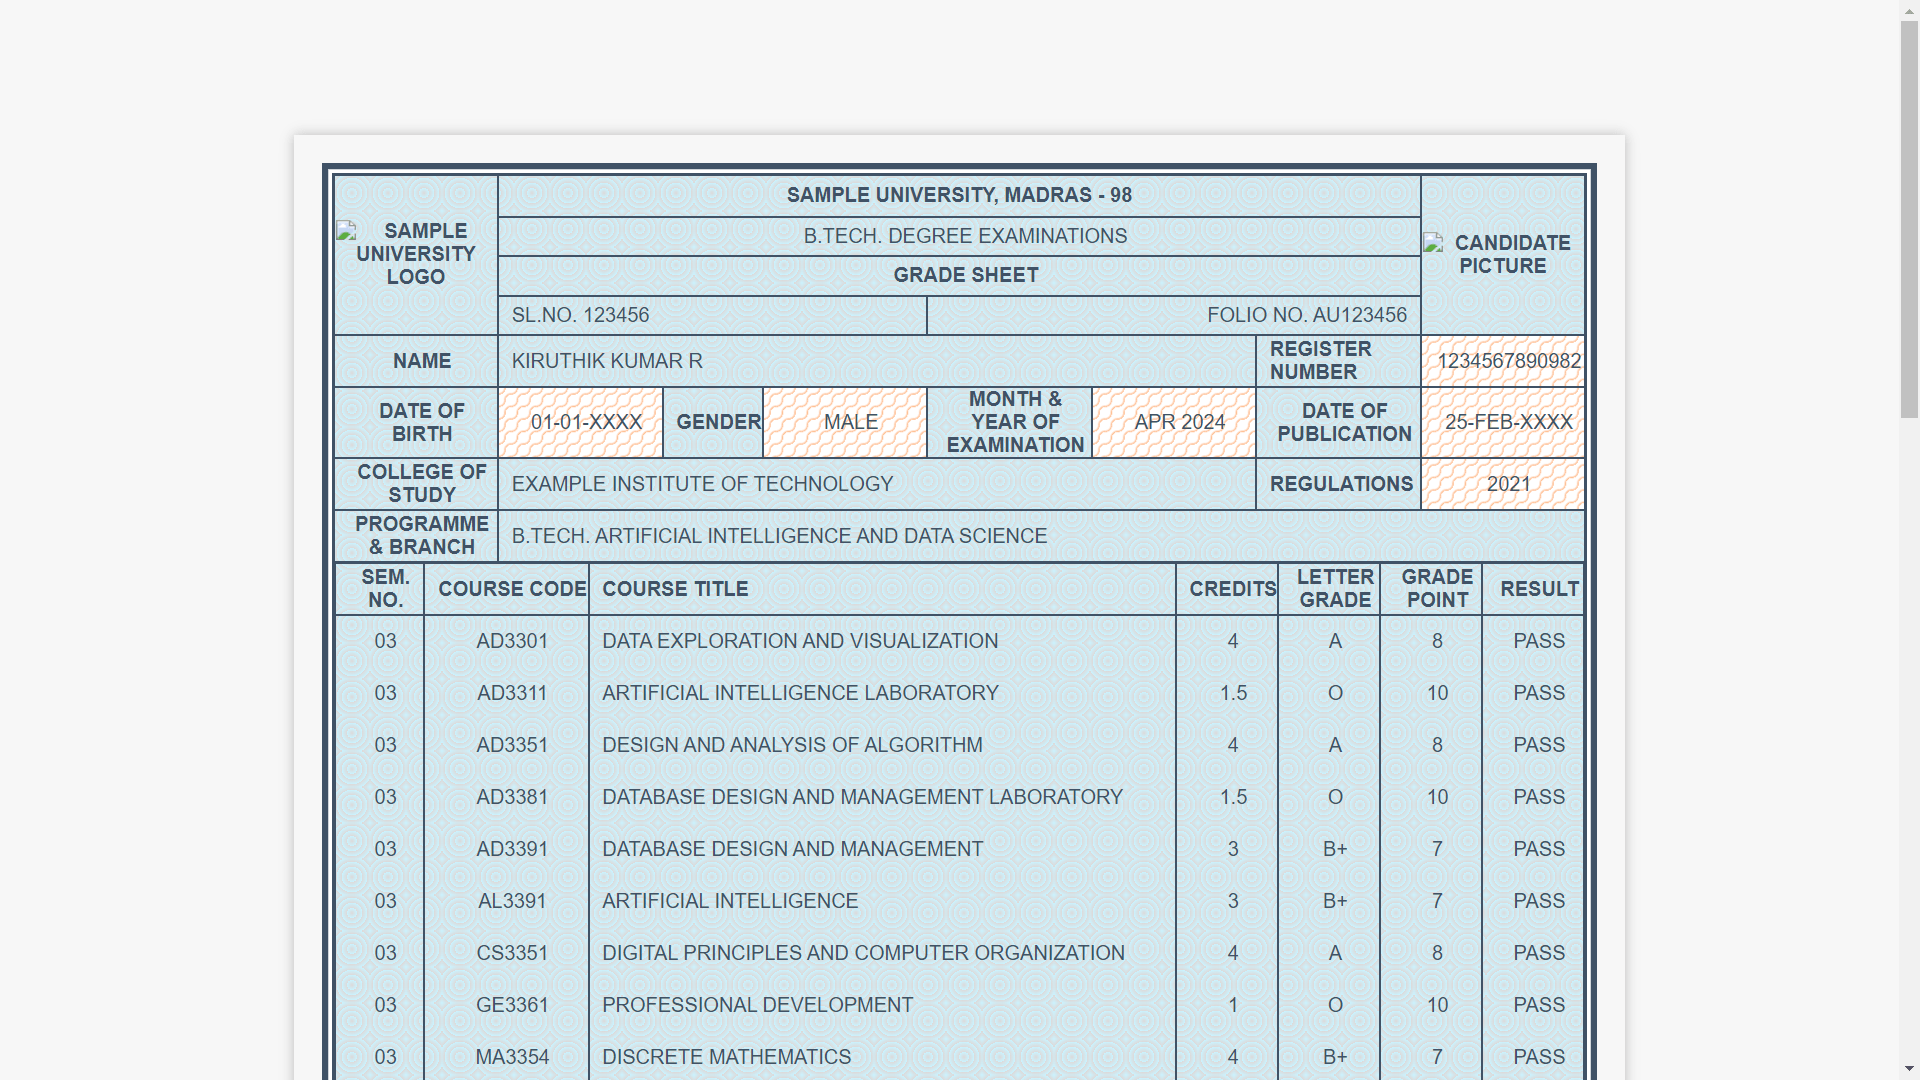 SAMPLE UNIVERSITY LOGO
SAMPLE UNIVERSITY, MADRAS - 98
B.TECH. DEGREE EXAMINATIONS
GRADE SHEET
SL.NO. 123456 FOLIO NO. AU123456
CANDIDATE PICTURE
NAME KIRUTHIK KUMAR R REGISTER NUMBER 1234567890982
DATE OF BIRTH 01-01-XXXX GENDER MALE MONTH & YEAR OF EXAMINATION APR 2024 DATE OF PUBLICATION 25-FEB-XXXX
COLLEGE OF STUDY EXAMPLE INSTITUTE OF TECHNOLOGY REGULATIONS 2021
PROGRAMME & BRANCH B.TECH. ARTIFICIAL INTELLIGENCE AND DATA SCIENCE
SEM. NO. COURSE CODE COURSE TITLE CREDITS LETTER GRADE GRADE POINT RESULT
03 AD3301 DATA EXPLORATION AND VISUALIZATION 4 A 8 PASS
03 AD3311 ARTIFICIAL INTELLIGENCE LABORATORY 1.5 O 10 PASS
03 AD3351 DESIGN AND ANALYSIS OF ALGORITHM 4 A 8 PASS
03 AD3381 DATABASE DESIGN AND MANAGEMENT LABORATORY 1.5 O 10 PASS
03 AD3391 DATABASE DESIGN AND MANAGEMENT 3 B+ 7 PASS
03 AL3391 ARTIFICIAL INTELLIGENCE 3 B+ 7 PASS
03 CS3351 DIGITAL PRINCIPLES AND COMPUTER ORGANIZATION 4 A 8 PASS
03 GE3361 PROFESSIONAL DEVELOPMENT 1 O 10 PASS
03 MA3354 DISCRETE MATHEMATICS 4 B+ 7 PASS